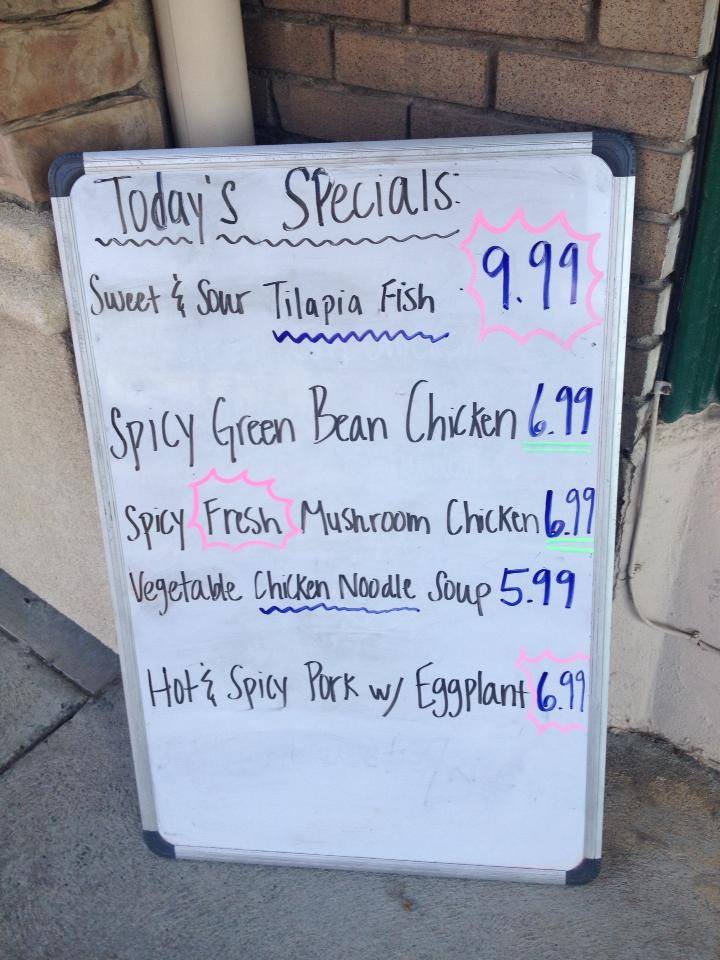 Today's Specials:
Sweet & Sour Tilapia Fish 9.99
Spicy Green Bean Chicken 6.99
Spicy Fresh Mushroom Chicken 6.99
Vegetable Chicken Noodle Soup 5.99
Hot & Spicy Pork w/ Eggplant 6.99